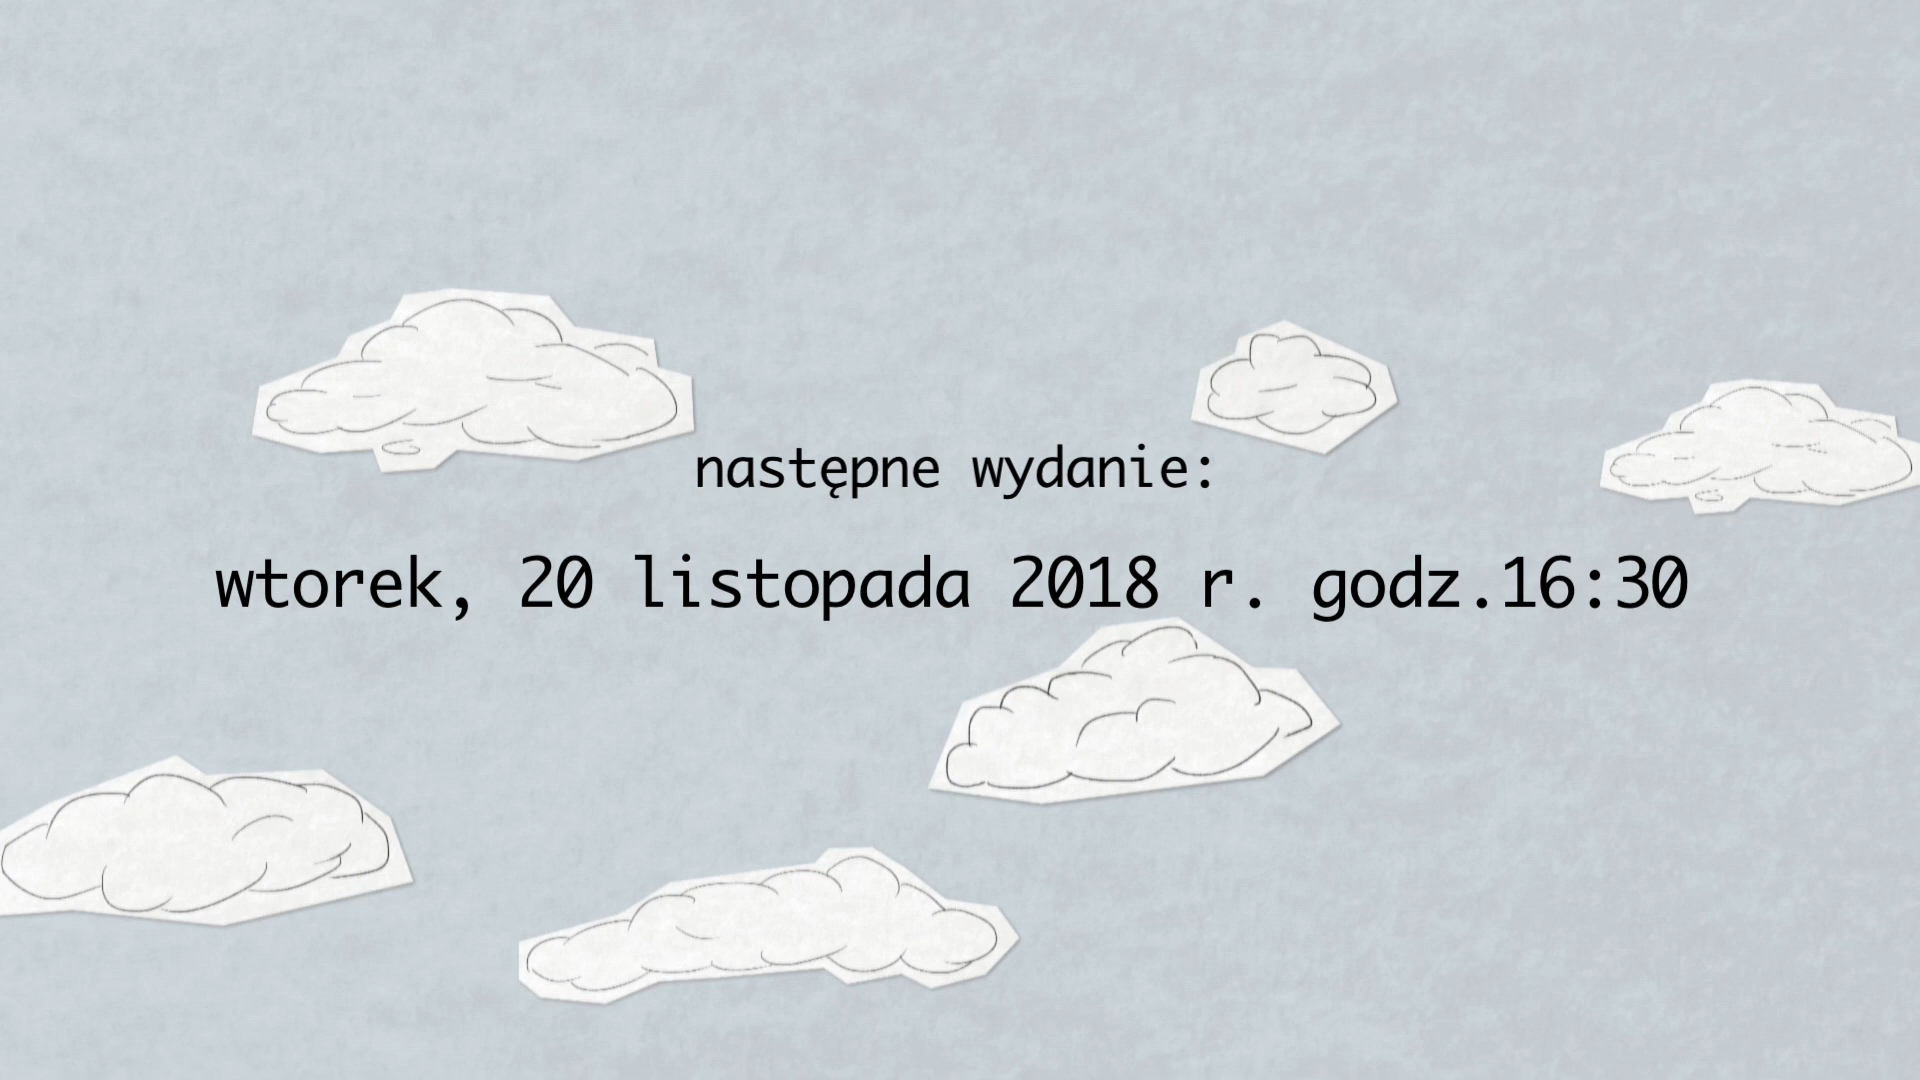 następne wydanie:
wtorek, 20 listopada 2018 r. godz.16:30